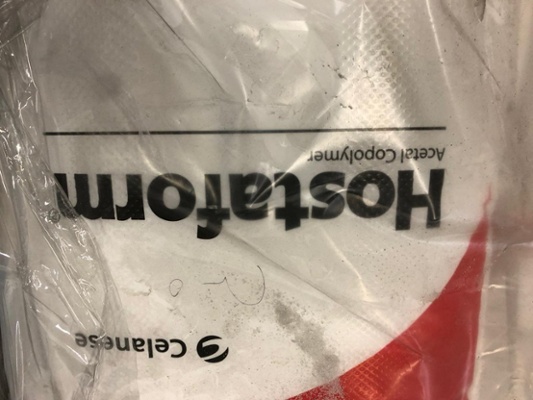 Celanese
Hostaform
Acetal Copolymer